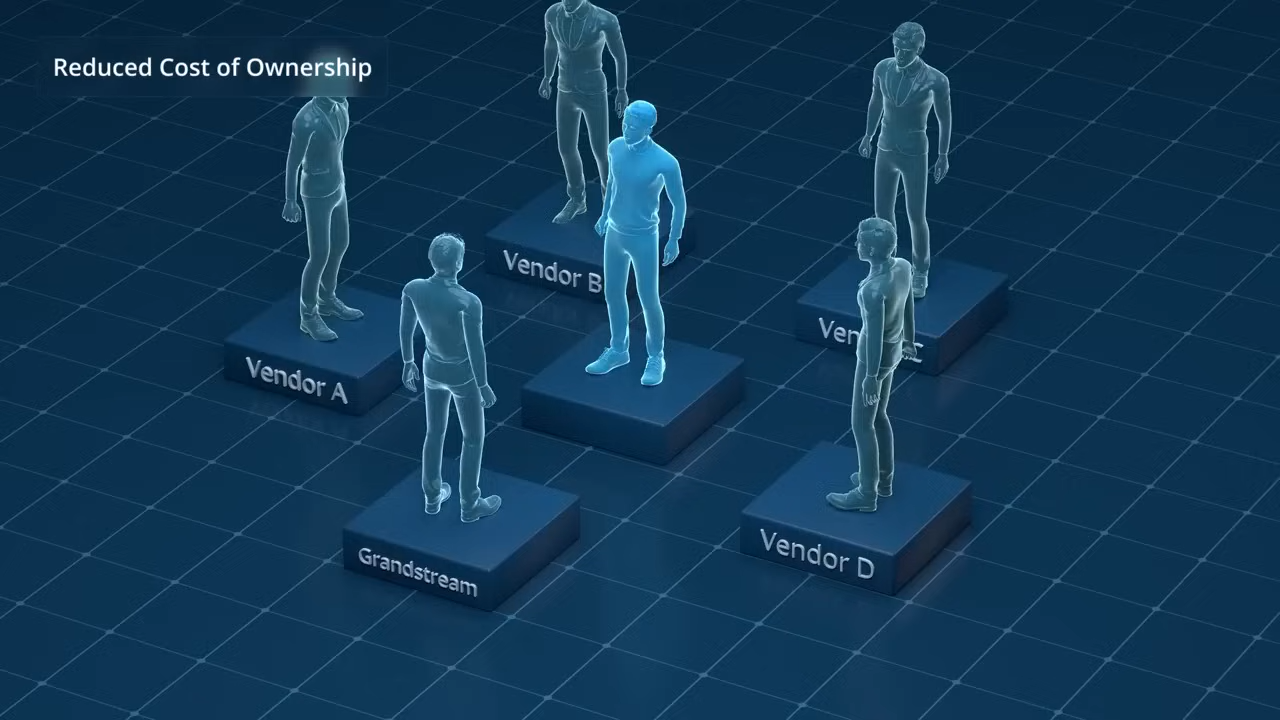 Reduced Cost of Ownership
Vendor B
Vendor A
Grandstream
Vendor D